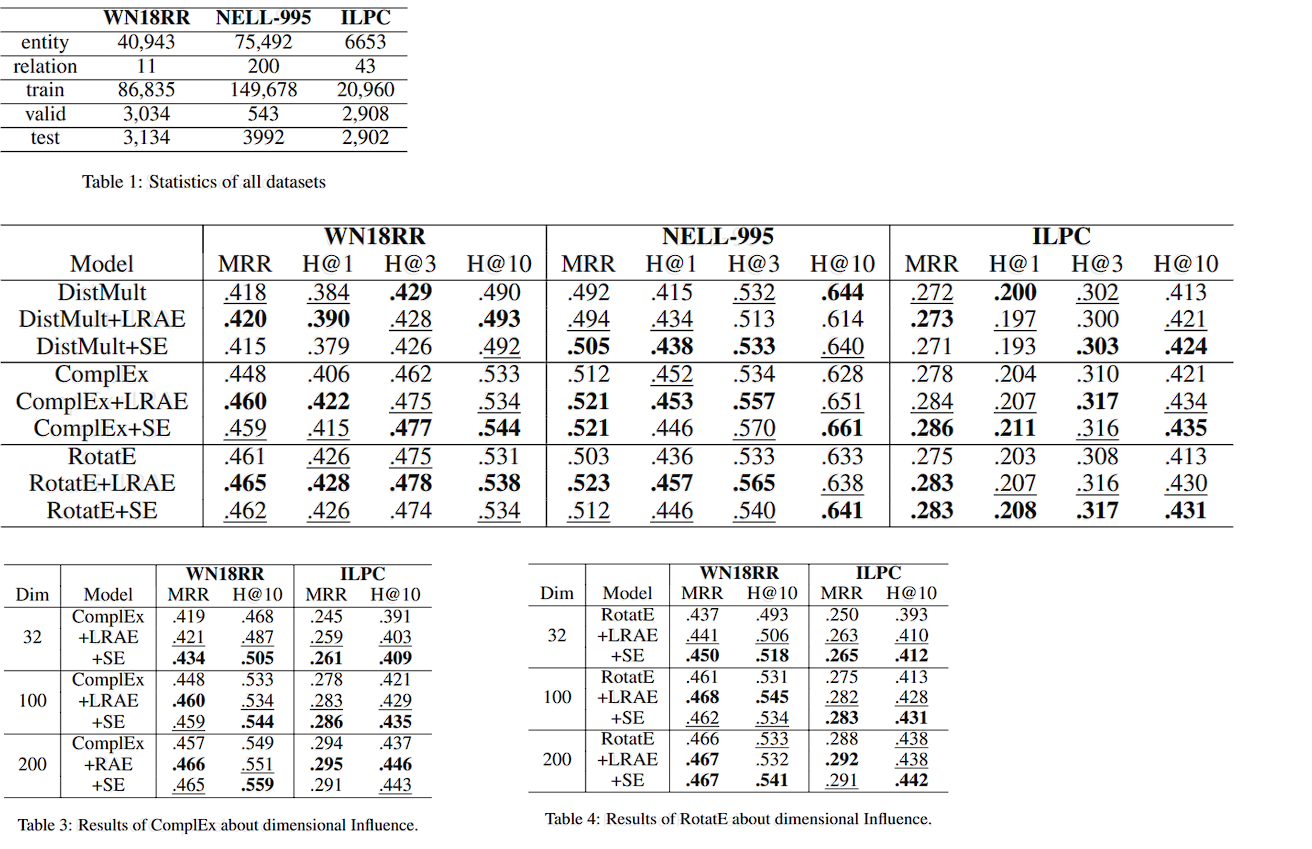 WN18RR NELL-995 ILPC
entity 40,943 75,492 6653
relation 11 200 43
train 86,835 149,678 20,960
valid 3,034 543 2,908
test 3,134 3992 2,902
Table 1: Statistics of all datasets
WN18RR NELL-995 ILPC
Model MRR H@1 H@3 H@10 MRR H@1 H@3 H@10 MRR H@1 H@3 H@10
DistMult .418 .384 .429 .490 .492 .415 .532 .644 .272 .200 .302 .413
DistMult+LRAE .420 .390 .428 .493 .494 .434 .513 .614 .273 .197 .300 .421
DistMult+SE .415 .379 .426 .492 .505 .438 .533 .640 .271 .193 .303 .424
ComplEx .448 .406 .462 .533 .512 .452 .534 .628 .278 .204 .310 .421
ComplEx+LRAE .460 .422 .475 .534 .521 .453 .557 .651 .284 .207 .317 .434
ComplEx+SE .459 .415 .477 .544 .521 .446 .570 .661 .286 .211 .316 .435
RotatE .461 .426 .475 .531 .503 .436 .533 .633 .275 .203 .308 .413
RotatE+LRAE .465 .428 .478 .538 .523 .457 .565 .638 .283 .207 .316 .430
RotatE+SE .462 .426 .474 .534 .512 .446 .540 .641 .283 .208 .317 .431
WN18RR ILPC
Dim Model MRR H@10 MRR H@10
ComplEx .419 .468 .245 .391
32 +LRAE .421 .487 .259 .403
+SE .434 .505 .261 .409
ComplEx .448 .533 .278 .421
100 +LRAE .460 .534 .283 .429
+SE .459 .544 .286 .435
ComplEx .457 .549 .294 .437
200 +RAE .466 .551 .295 .446
+SE .465 .559 .291 .443
Table 3: Results of ComplEx about dimensional Influence.
WN18RR ILPC
Dim Model MRR H@10 MRR H@10
RotatE .437 .493 .250 .393
32 +LRAE .441 .506 .263 .410
+SE .450 .518 .265 .412
RotatE .461 .531 .275 .413
100 +LRAE .468 .545 .282 .428
+SE .462 .534 .283 .431
RotatE .466 .533 .288 .438
200 +LRAE .467 .532 .292 .438
+SE .467 .541 .291 .442
Table 4: Results of RotatE about dimensional Influence.